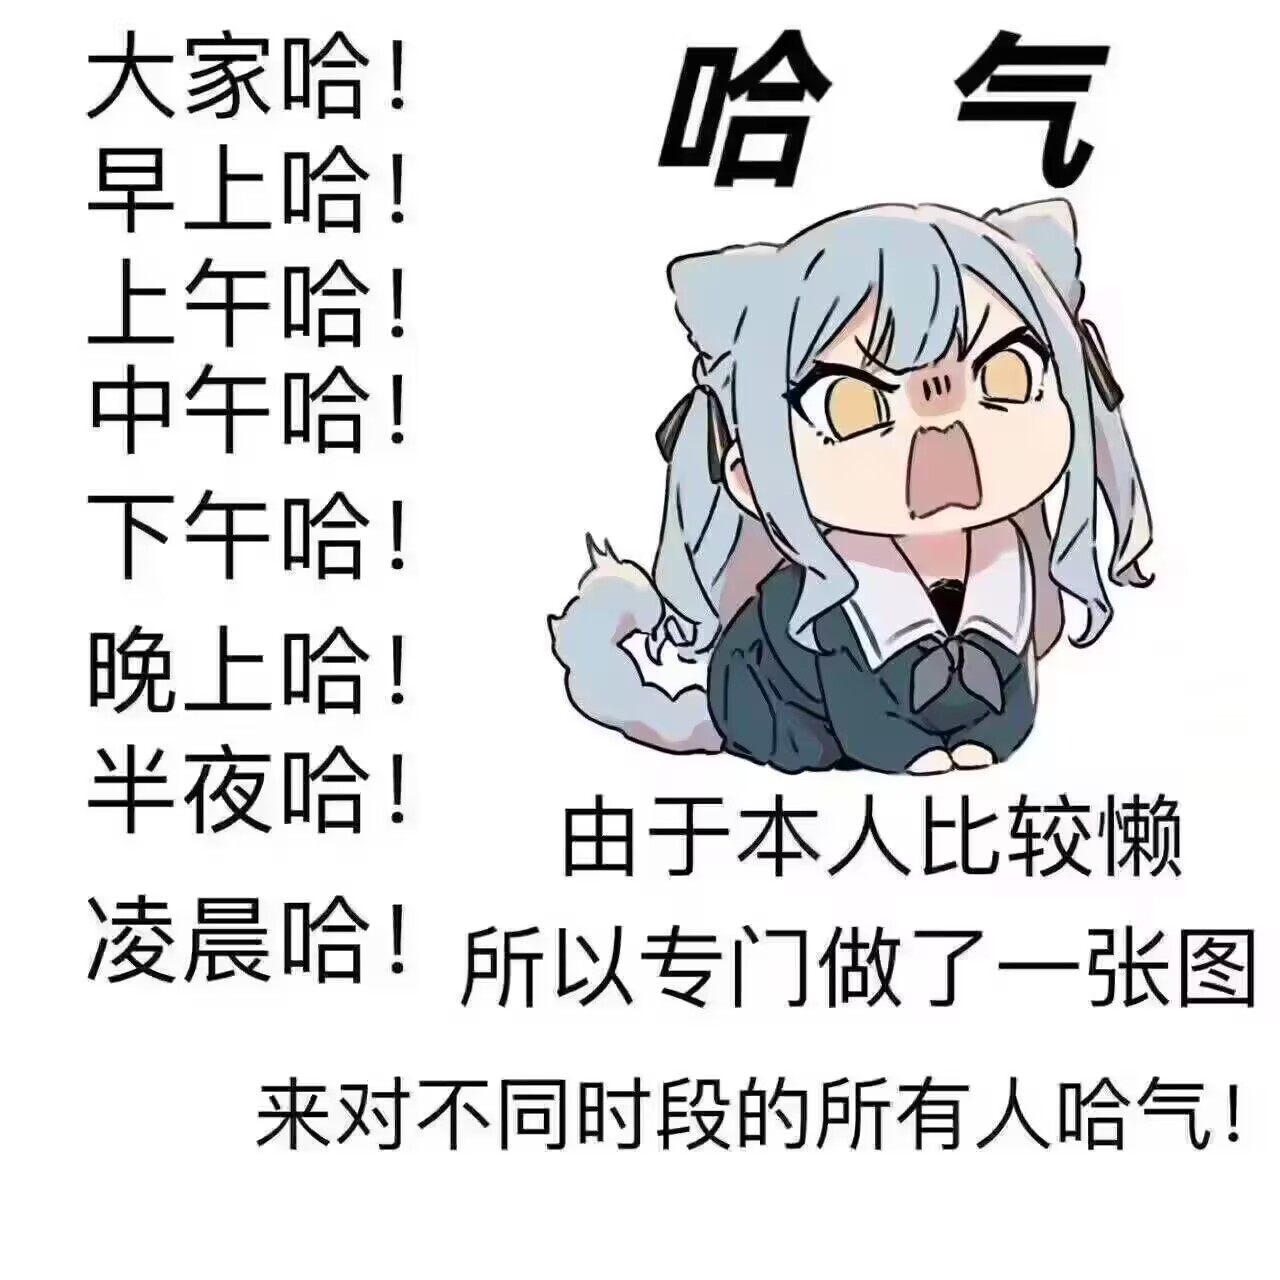 大家哈！
早上哈！
上午哈！
中午哈！
下午哈！
晚上哈！
半夜哈！
凌晨哈！
哈气
由于本人比较懒
所以专门做了一张图
来对不同时段的所有人哈气！